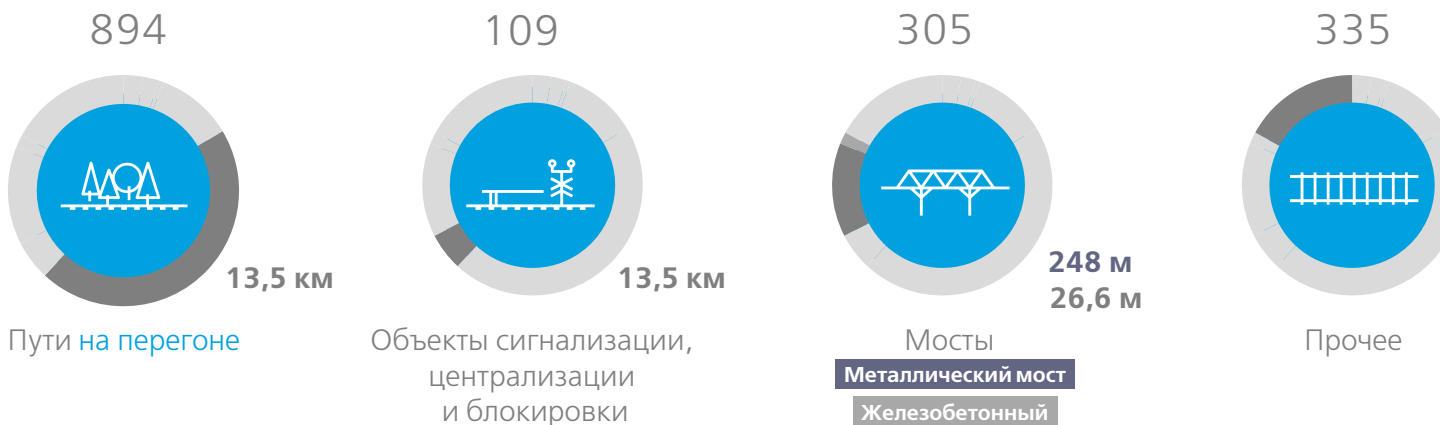 894
13,5 км
Пути на перегоне
109
13,5 км
Объекты сигнализации,
централизации
и блокировки
305
248 м
26,6 м
Мосты
Металлический мост
Железобетонный
335
Прочее